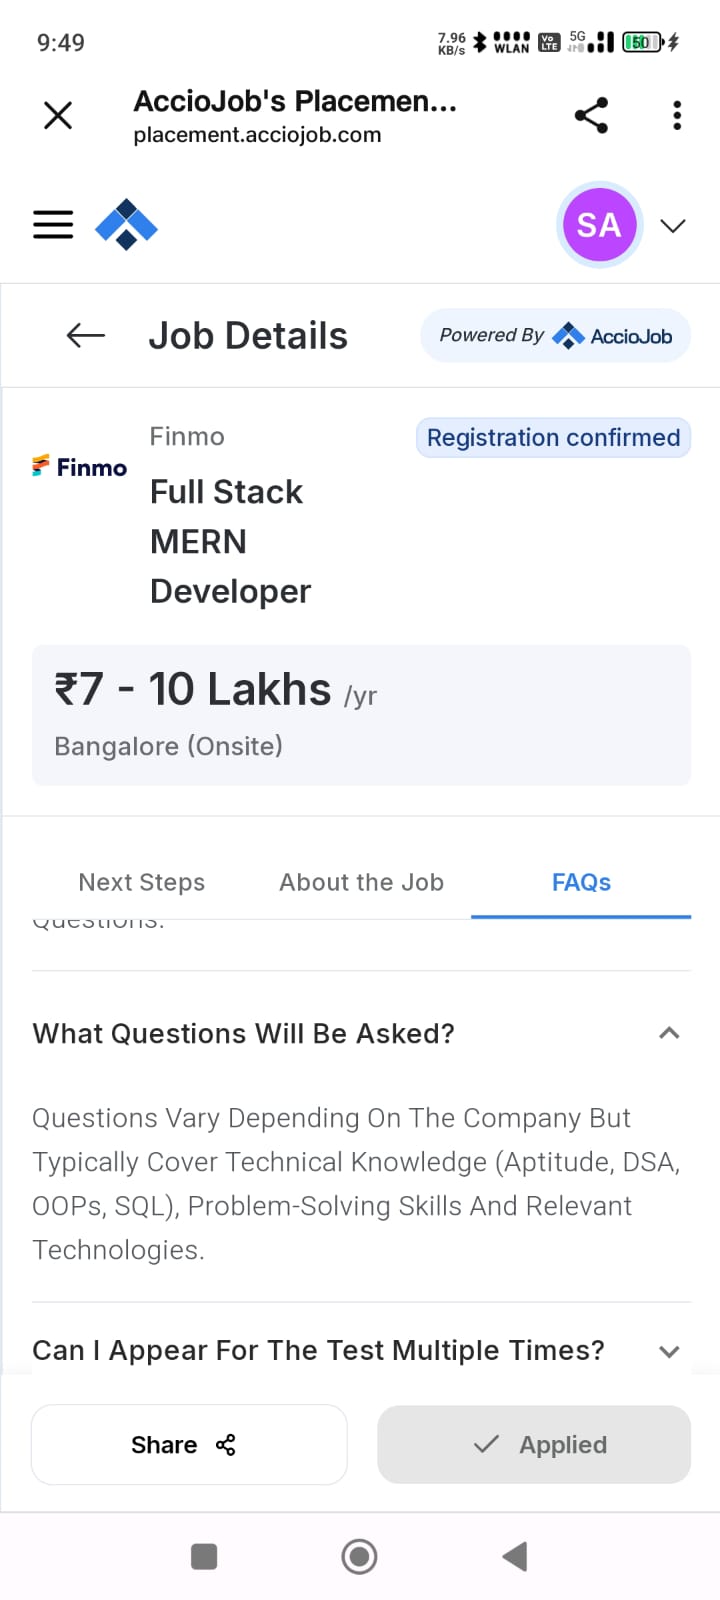 9:49
7.96
KB/s
WLAN
Vo
LTE
5G
50
AccioJob's Placemen...
placement.acciojob.com
SA
Job Details
Powered By AccioJob
Finmo
Registration confirmed
Finmo
Full Stack
MERN
Developer
₹7 - 10 Lakhs /yr
Bangalore (Onsite)
Next Steps About the Job FAQs
Questions.
What Questions Will Be Asked?
Questions Vary Depending On The Company But
Typically Cover Technical Knowledge (Aptitude, DSA,
OOPs, SQL), Problem-Solving Skills And Relevant
Technologies.
Can I Appear For The Test Multiple Times?
Share
Applied